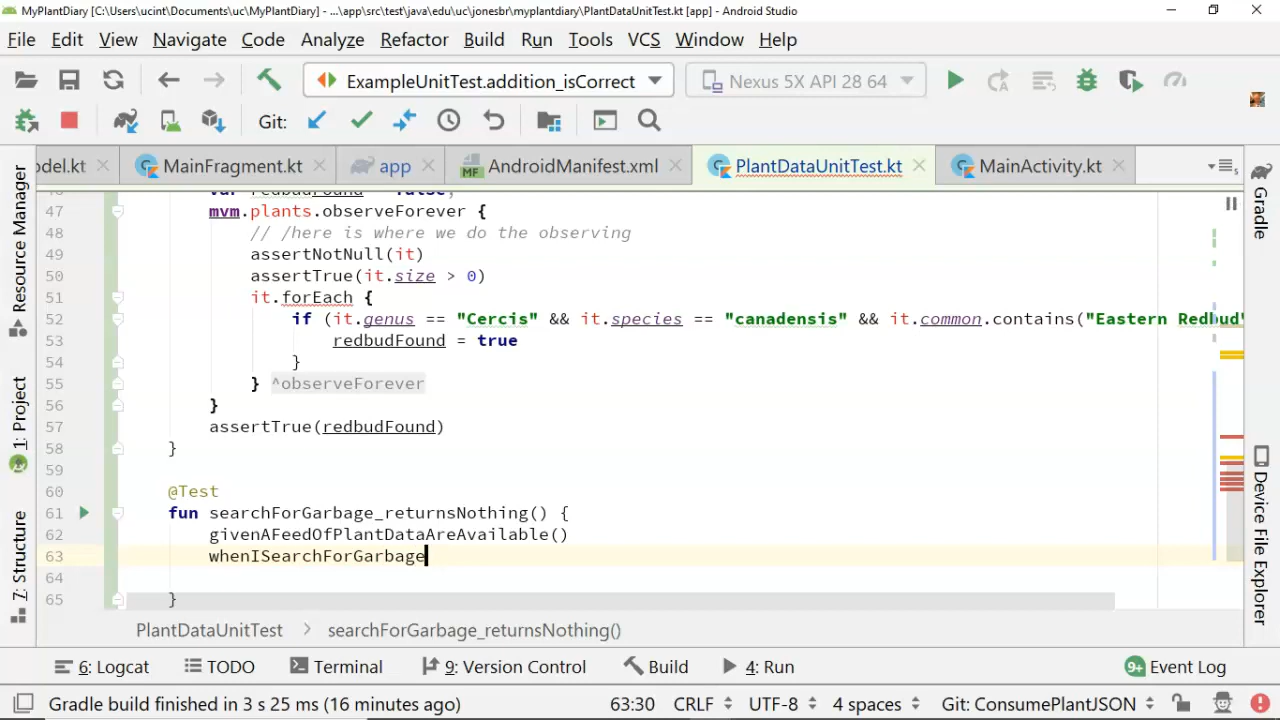 MyPlantDiary [C:\Users\ucint\Documents\uc\MyPlantDiary] - ...\app\src\test\java\edu\uc\jonesbr\myplantdiary\PlantDataUnitTest.kt [app] - Android Studio
File Edit View Navigate Code Analyze Refactor Build Run Tools VCS Window Help
ExampleUnitTest.addition_isCorrect Nexus 5X API 28 64
Git:
odel.kt MainFragment.kt app AndroidManifest.xml PlantDataUnitTest.kt MainActivity.kt
46 var redbudFound = false;
47 mvm.plants.observeForever {
48 // /here is where we do the observing
49 assertNotNull(it)
50 assertTrue(it.size > 0)
51 it.forEach {
52 if (it.genus == "Cercis" && it.species == "canadensis" && it.common.contains("Eastern Redbud"
53 redbudFound = true
54 }
55 } ^observeForever
56 }
57 assertTrue(redbudFound)
58 }
59
60 @Test
61 fun searchForGarbage_returnsNothing() {
62 givenAFeedOfPlantDataAreAvailable()
63 whenISearchForGarbage
64
65 }
PlantDataUnitTest > searchForGarbage_returnsNothing()
6: Logcat TODO Terminal 9: Version Control Build 4: Run 9+ Event Log
Gradle build finished in 3 s 25 ms (16 minutes ago) 63:30 CRLF UTF-8 4 spaces Git: ConsumePlantJSON
Resource Manager
1: Project
7: Structure
Gradle
Device File Explorer